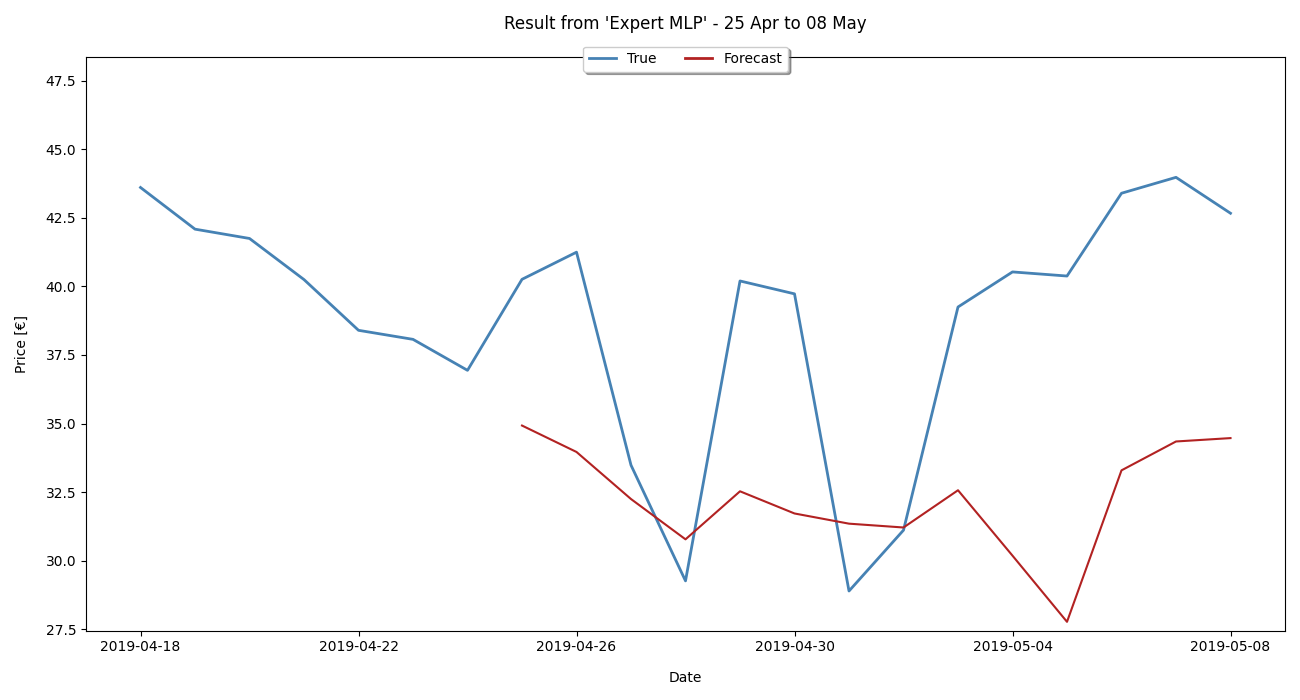 Result from 'Expert MLP' - 25 Apr to 08 May
True Forecast
47.5
45.0
42.5
40.0
37.5
35.0
32.5
30.0
27.5
Price [€]
2019-04-18 2019-04-22 2019-04-26 2019-04-30 2019-05-04 2019-05-08
Date